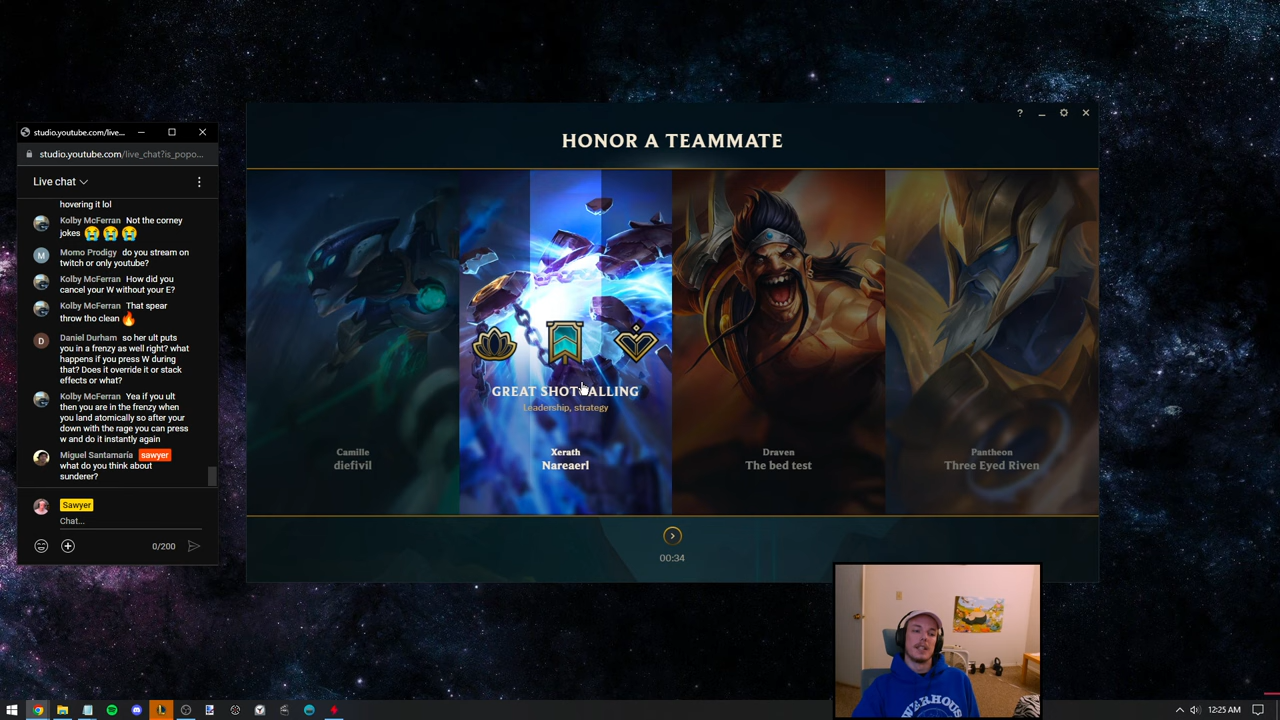 studio.youtube.com/live...
studio.youtube.com/live_chat?is_popo...
Live chat
hovering it lol
Kolby McFerran Not the corney
jokes
Momo Prodigy do you stream on
twitch or only youtube?
Kolby McFerran How did you
cancel your W without your E?
Kolby McFerran That spear
throw tho clean
Daniel Durham so her ult puts
you in a frenzy as well right? what
happens if you press W during
that? Does it override it or stack
effects or what?
Kolby McFerran Yea if you ult
then you are in the frenzy when
you land atomically so after your
down with the rage you can press
w and do it instantly again
Miguel Santamaría sawyer
what do you think about
sunderer?
Sawyer
Chat...
0/200
HONOR A TEAMMATE
GREAT SHOTCALLING
Leadership, strategy
Camille
diefivil
Xerath
Nareaerl
Draven
The bed test
Pantheon
Three Eyed Riven
00:34
12:25 AM